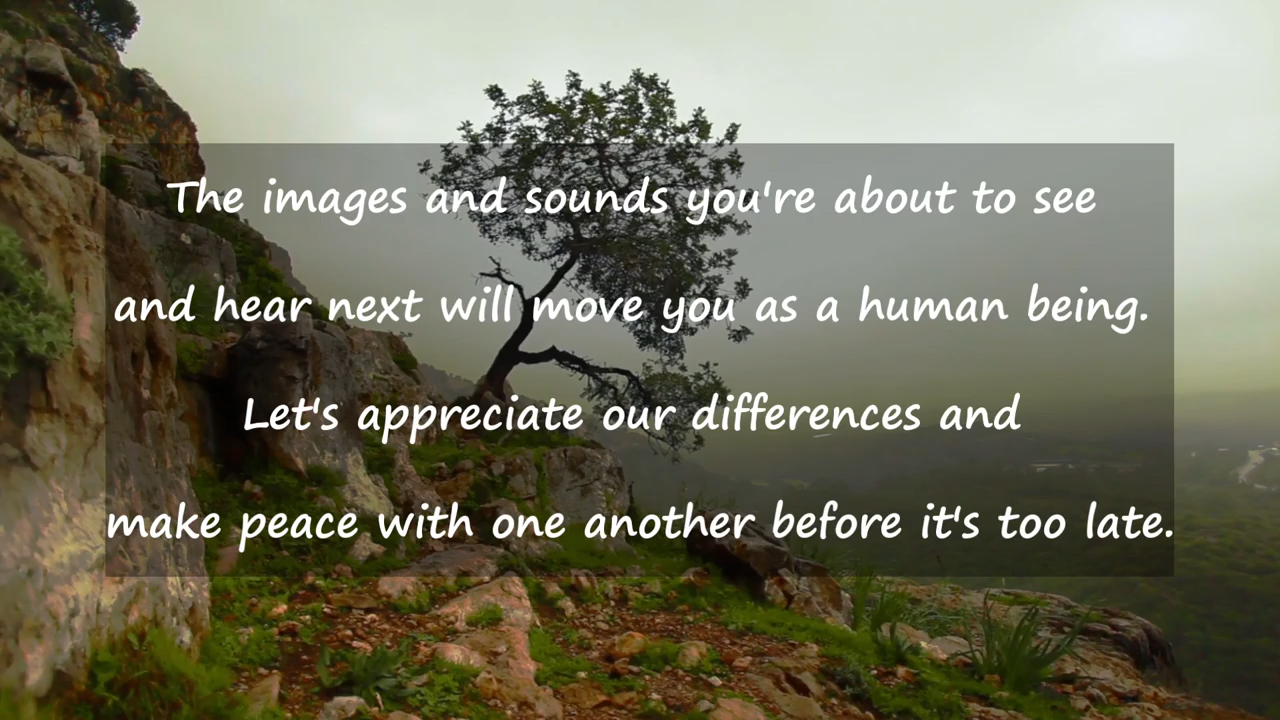 The images and sounds you're about to see
and hear next will move you as a human being.
Let's appreciate our differences and
make peace with one another before it's too late.